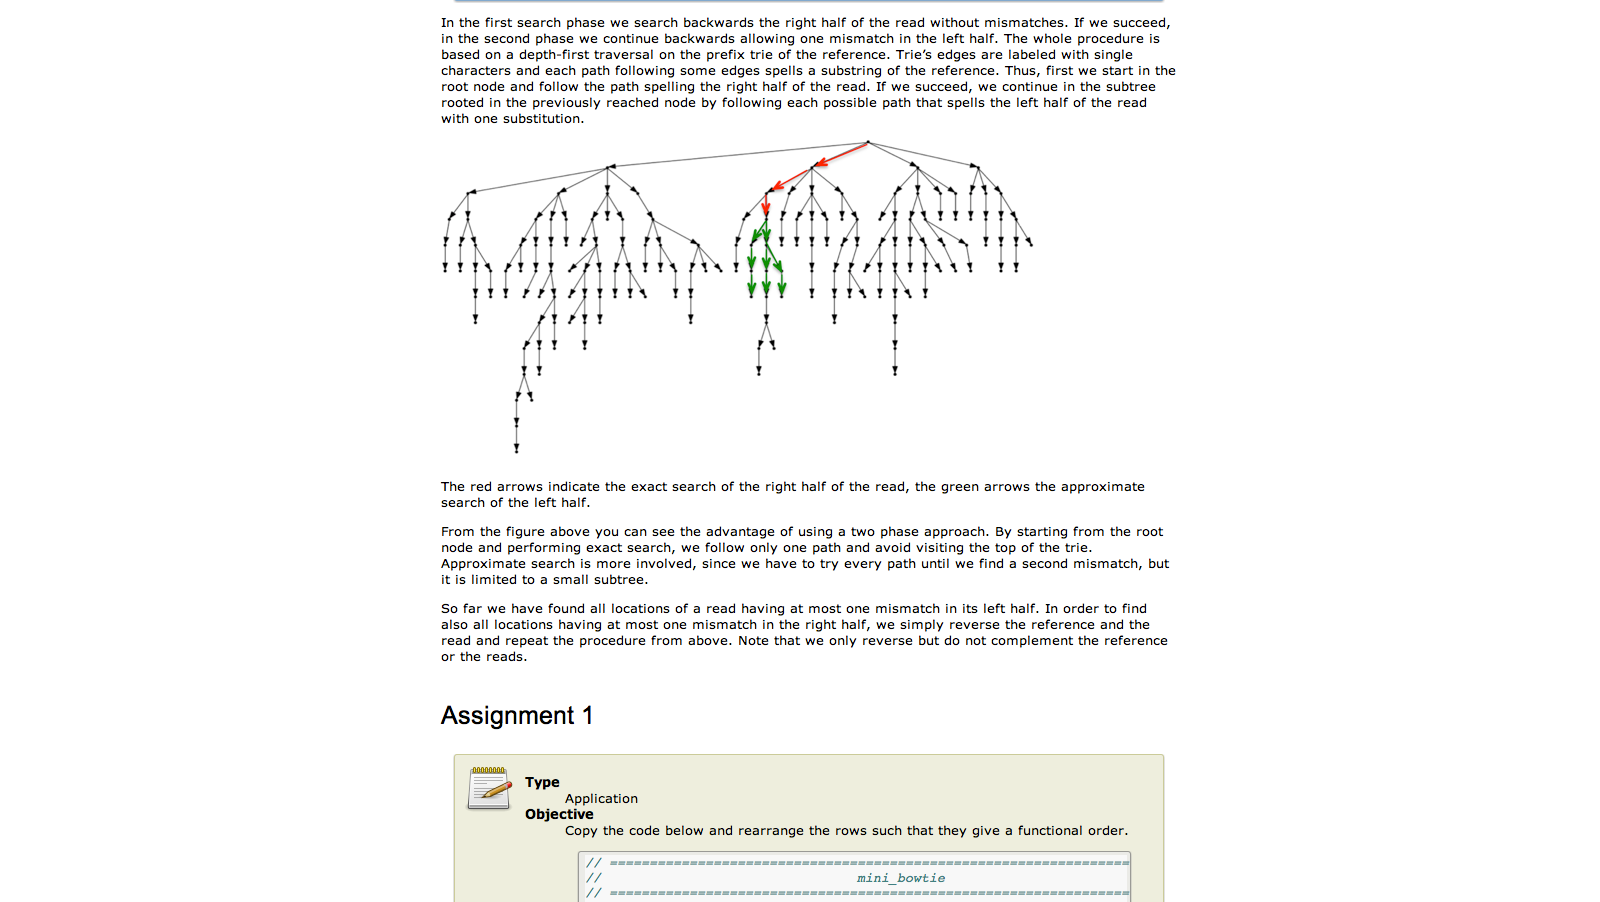 In the first search phase we search backwards the right half of the read without mismatches. If we succeed,
in the second phase we continue backwards allowing one mismatch in the left half. The whole procedure is
based on a depth-first traversal on the prefix trie of the reference. Trie’s edges are labeled with single
characters and each path following some edges spells a substring of the reference. Thus, first we start in the
root node and follow the path spelling the right half of the read. If we succeed, we continue in the subtree
rooted in the previously reached node by following each possible path that spells the left half of the read
with one substitution.
The red arrows indicate the exact search of the right half of the read, the green arrows the approximate
search of the left half.
From the figure above you can see the advantage of using a two phase approach. By starting from the root
node and performing exact search, we follow only one path and avoid visiting the top of the trie.
Approximate search is more involved, since we have to try every path until we find a second mismatch, but
it is limited to a small subtree.
So far we have found all locations of a read having at most one mismatch in its left half. In order to find
also all locations having at most one mismatch in the right half, we simply reverse the reference and the
read and repeat the procedure from above. Note that we only reverse but do not complement the reference
or the reads.
Assignment 1
Type
Application
Objective
Copy the code below and rearrange the rows such that they give a functional order.
// ==========================================================================
// mini_bowtie
// ==========================================================================